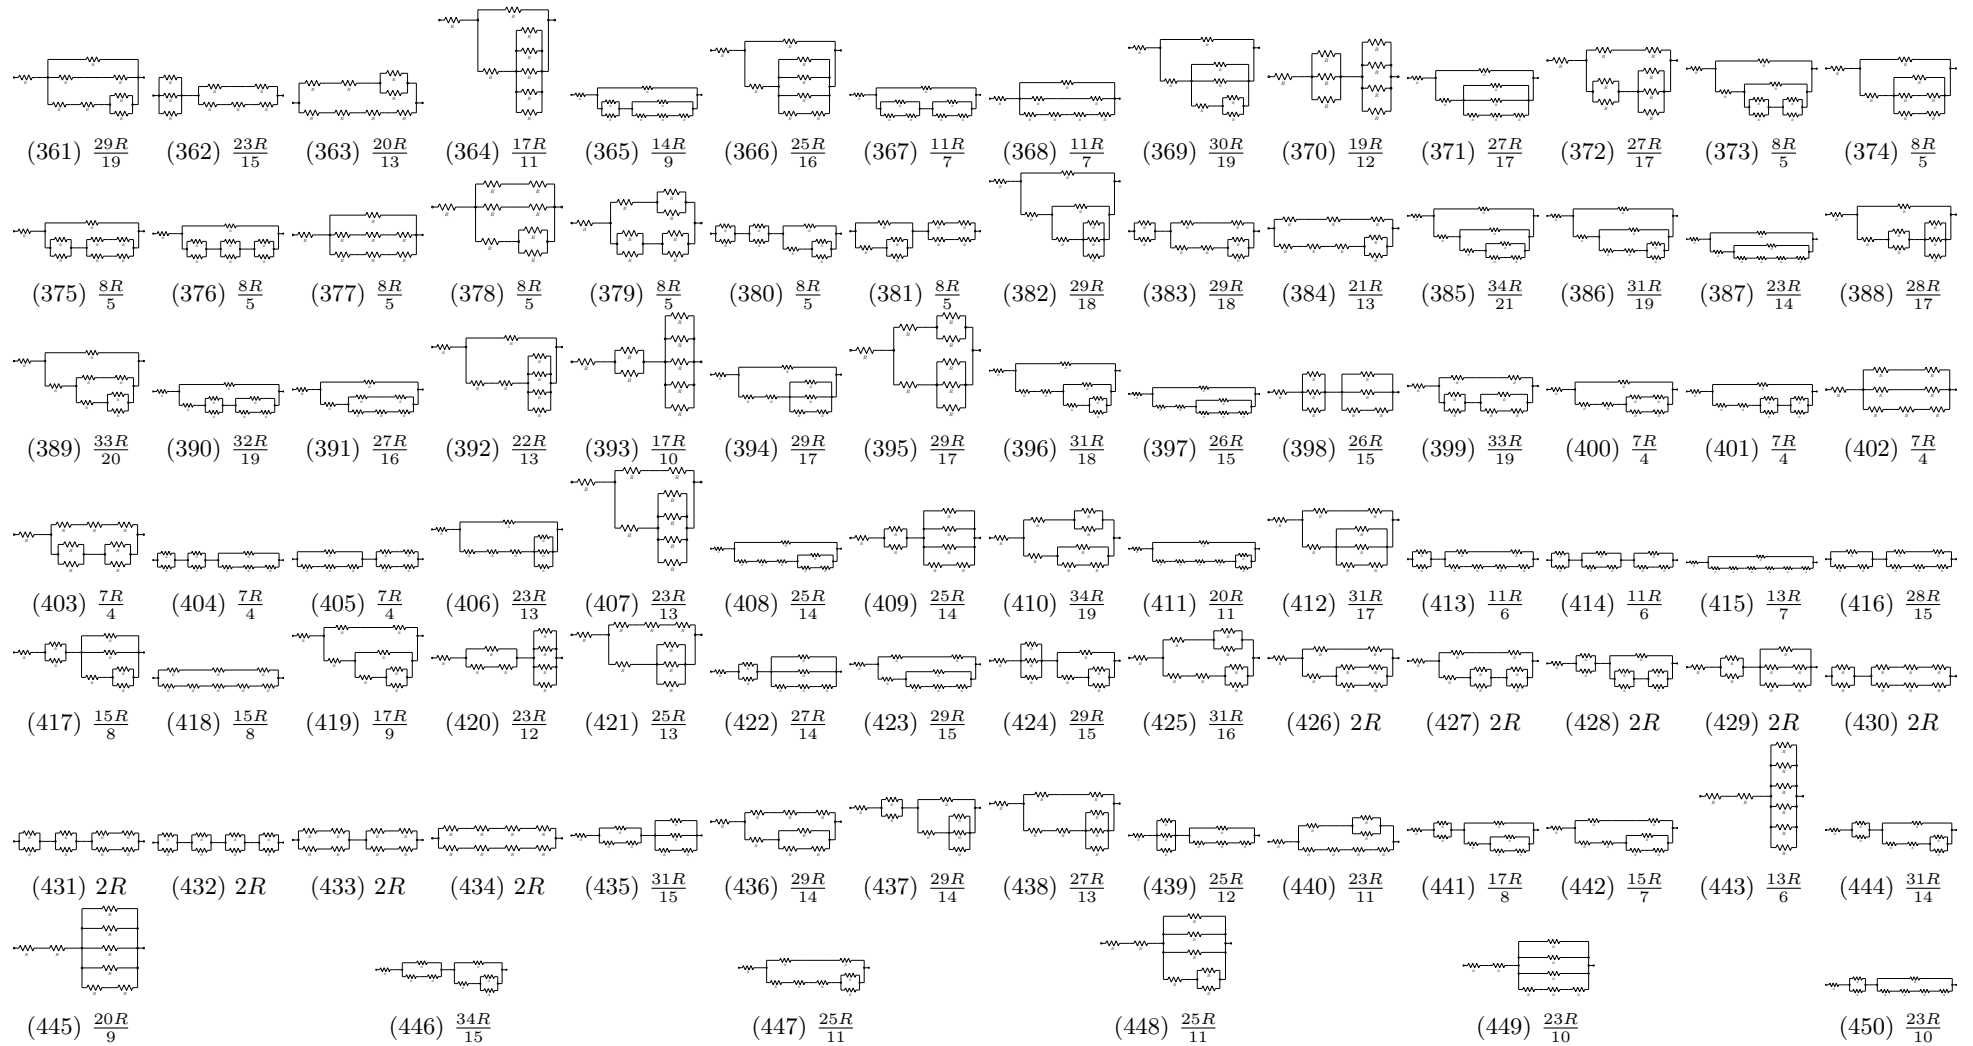 (361) 29R/19 (362) 23R/15 (363) 20R/13 (364) 17R/11 (365) 14R/9 (366) 25R/16 (367) 11R/7 (368) 11R/7 (369) 30R/19 (370) 19R/12 (371) 27R/17 (372) 27R/17 (373) 8R/5 (374) 8R/5
(375) 8R/5 (376) 8R/5 (377) 8R/5 (378) 8R/5 (379) 8R/5 (380) 8R/5 (381) 8R/5 (382) 29R/18 (383) 29R/18 (384) 21R/13 (385) 34R/21 (386) 31R/19 (387) 23R/14 (388) 28R/17
(389) 33R/20 (390) 32R/19 (391) 27R/16 (392) 22R/13 (393) 17R/10 (394) 29R/17 (395) 29R/17 (396) 31R/18 (397) 26R/15 (398) 26R/15 (399) 33R/19 (400) 7R/4 (401) 7R/4 (402) 7R/4
(403) 7R/4 (404) 7R/4 (405) 7R/4 (406) 23R/13 (407) 23R/13 (408) 25R/14 (409) 25R/14 (410) 34R/19 (411) 20R/11 (412) 31R/17 (413) 11R/6 (414) 11R/6 (415) 13R/7 (416) 28R/15
(417) 15R/8 (418) 15R/8 (419) 17R/9 (420) 23R/12 (421) 25R/13 (422) 27R/14 (423) 29R/15 (424) 29R/15 (425) 31R/16 (426) 2R (427) 2R (428) 2R (429) 2R (430) 2R
(431) 2R (432) 2R (433) 2R (434) 2R (435) 31R/15 (436) 29R/14 (437) 29R/14 (438) 27R/13 (439) 25R/12 (440) 23R/11 (441) 17R/8 (442) 15R/7 (443) 13R/6 (444) 31R/14
(445) 20R/9 (446) 34R/15 (447) 25R/11 (448) 25R/11 (449) 23R/10 (450) 23R/10